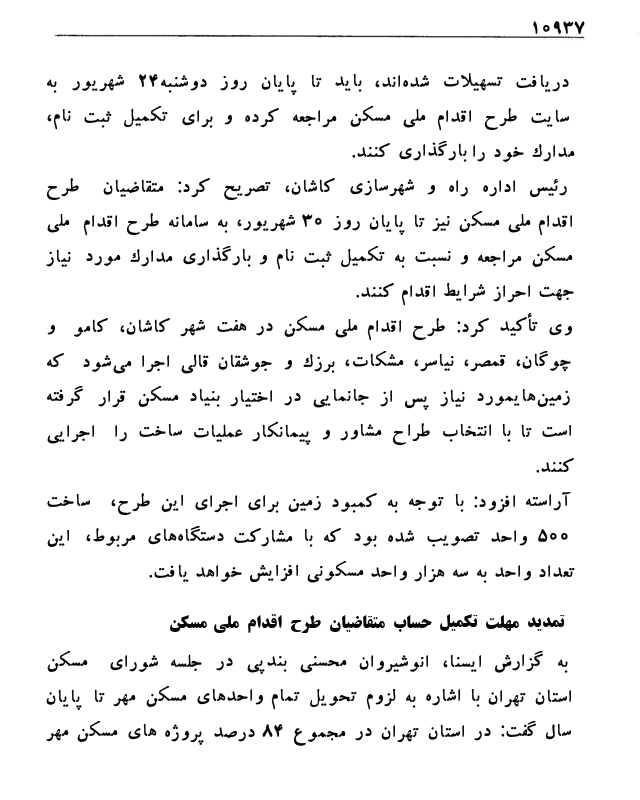 ۱۰۹۳۷
دریافت تسهیلات شده‌اند، باید تا پایان روز دوشنبه۲۴ شهریور به
سایت طرح اقدام ملی مسکن مراجعه کرده و برای تکمیل ثبت نام،
مدارك خود را بارگذاری کنند.
رئیس اداره راه و شهرسازی کاشان، تصریح کرد: متقاضیان طرح
اقدام ملی مسکن نیز تا پایان روز ۳۰ شهریور، به سامانه طرح اقدام ملی
مسکن مراجعه و نسبت به تکمیل ثبت نام و بارگذاری مدارك مورد نیاز
جهت احراز شرایط اقدام کنند.
وی تأکید کرد: طرح اقدام ملی مسکن در هفت شهر کاشان، کامو و
چوگان، قمصر، نیاسر، مشکات، برزك و جوشقان قالی اجرا می‌شود که
زمین‌هایمورد نیاز پس از جانمایی در اختیار بنیاد مسکن قرار گرفته
است تا با انتخاب طراح مشاور و پیمانکار عملیات ساخت را اجرایی
کنند.
آراسته افزود: با توجه به کمبود زمین برای اجرای این طرح، ساخت
۵۰۰ واحد تصویب شده بود که با مشارکت دستگاه‌های مربوط، این
تعداد واحد به سه هزار واحد مسکونی افزایش خواهد یافت.
تمدید مهلت تکمیل حساب متقاضیان طرح اقدام ملی مسکن
به گزارش ایسنا، انوشیروان محسنی بندپی در جلسه شورای مسکن
استان تهران با اشاره به لزوم تحویل تمام واحدهای مسکن مهر تا پایان
سال گفت: در استان تهران در مجموع ۸۴ درصد پروژه های مسکن مهر